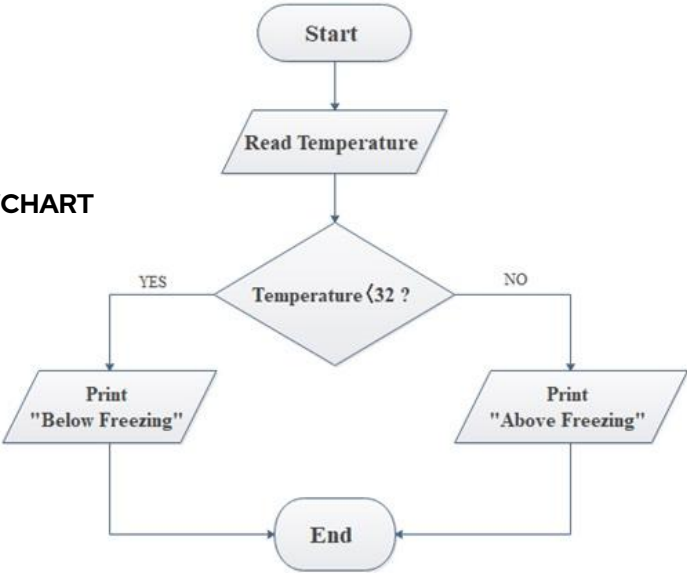 Start
Read Temperature
CHART
Temperature〈32 ?
YES
NO
Print
"Below Freezing"
Print
"Above Freezing"
End